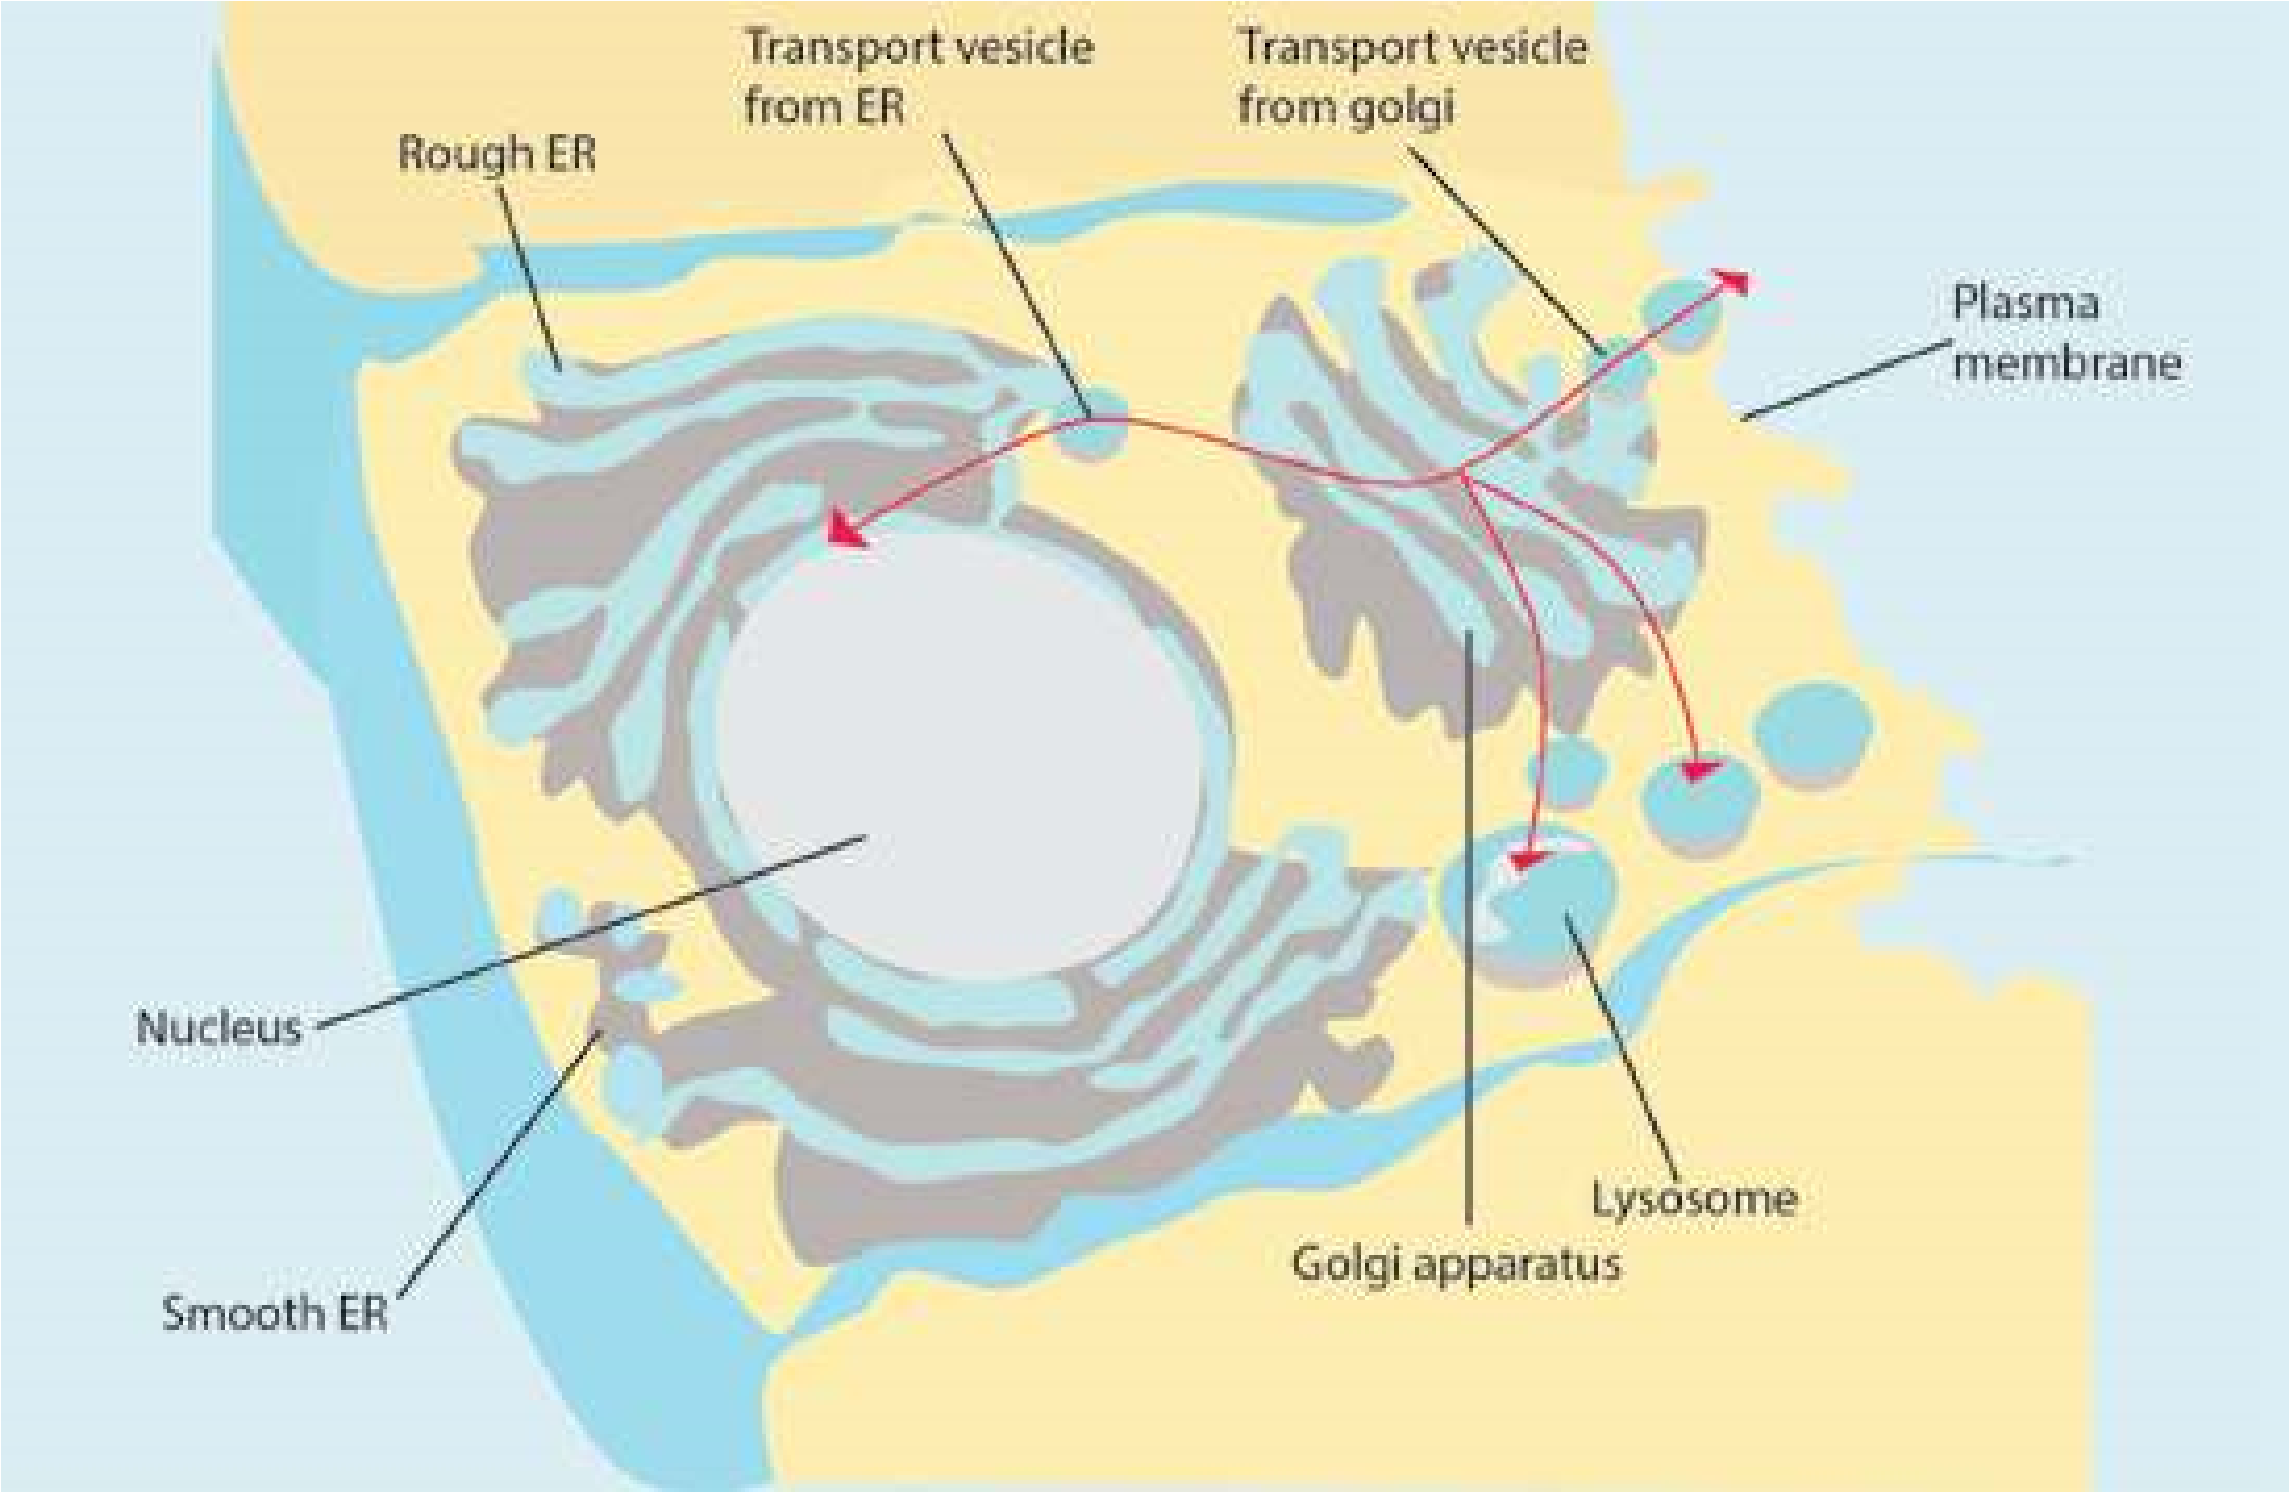 Transport vesicle
from ER
Transport vesicle
from golgi
Rough ER
Plasma
membrane
Nucleus
Lysosome
Golgi apparatus
Smooth ER